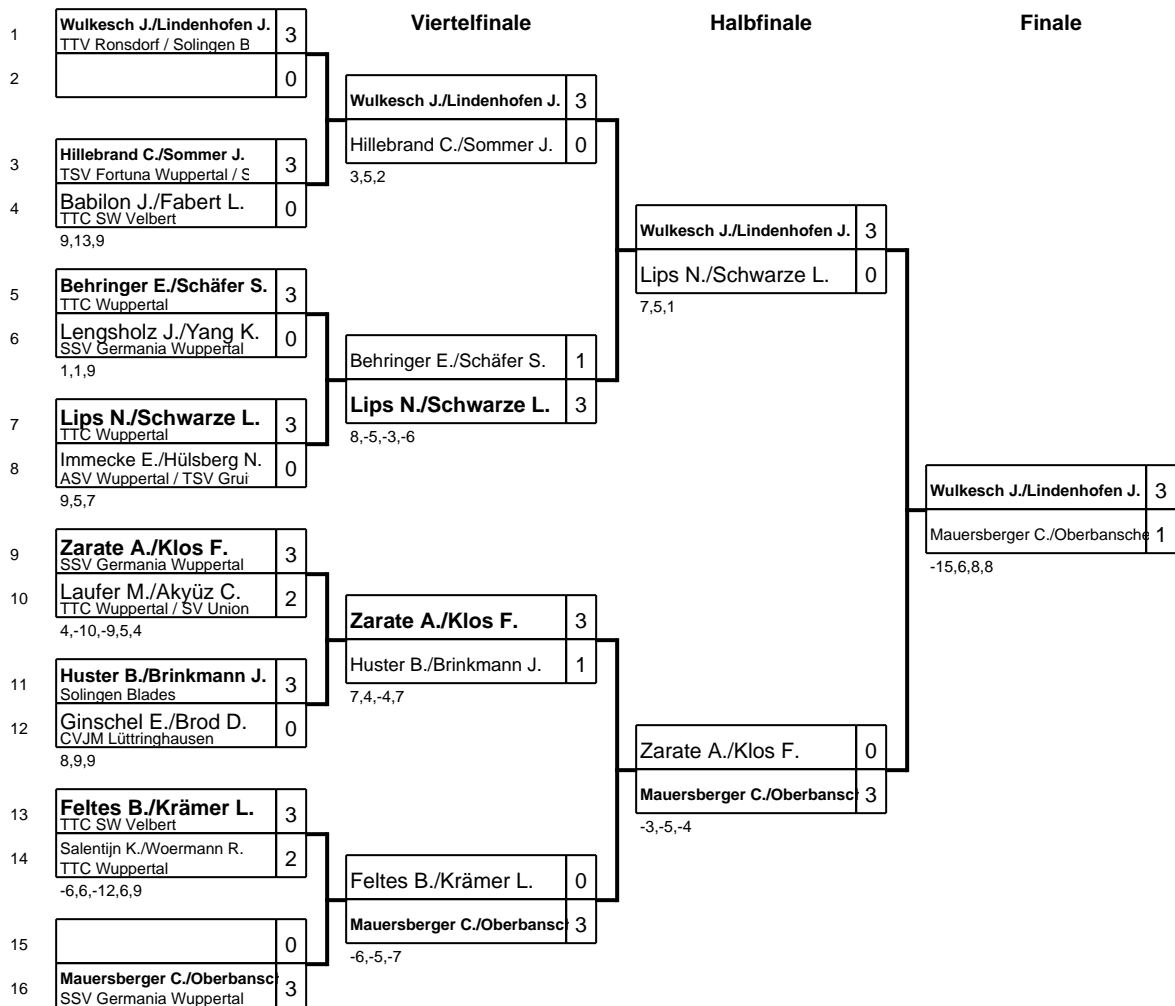 Viertelfinale
Halbfinale
Finale
1
Wulkesch J./Lindenhofen J.
TTV Ronsdorf / Solingen B
3
2
0
3
Hillebrand C./Sommer J.
TSV Fortuna Wuppertal / S
3
4
Babilon J./Fabert L.
TTC SW Velbert
0
9,13,9
5
Behringer E./Schäfer S.
TTC Wuppertal
3
6
Lengsholz J./Yang K.
SSV Germania Wuppertal
0
1,1,9
7
Lips N./Schwarze L.
TTC Wuppertal
3
8
Immecke E./Hülsberg N.
ASV Wuppertal / TSV Grui
0
9,5,7
9
Zarate A./Klos F.
SSV Germania Wuppertal
3
10
Laufer M./Akyüz C.
TTC Wuppertal / SV Union
2
4,-10,-9,5,4
11
Huster B./Brinkmann J.
Solingen Blades
3
12
Ginschel E./Brod D.
CVJM Lüttringhausen
0
8,9,9
13
Feltes B./Krämer L.
TTC SW Velbert
3
14
Salentijn K./Woermann R.
TTC Wuppertal
2
-6,6,-12,6,9
15
0
16
Mauersberger C./Oberbansc
SSV Germania Wuppertal
3
Wulkesch J./Lindenhofen J. 3
Hillebrand C./Sommer J. 0
3,5,2
Behringer E./Schäfer S. 1
Lips N./Schwarze L. 3
8,-5,-3,-6
Zarate A./Klos F. 3
Huster B./Brinkmann J. 1
7,4,-4,7
Feltes B./Krämer L. 0
Mauersberger C./Oberbansc 3
-6,-5,-7
Wulkesch J./Lindenhofen J. 3
Lips N./Schwarze L. 0
7,5,1
Zarate A./Klos F. 0
Mauersberger C./Oberbansc 3
-3,-5,-4
Wulkesch J./Lindenhofen J. 3
Mauersberger C./Oberbansche 1
-15,6,8,8